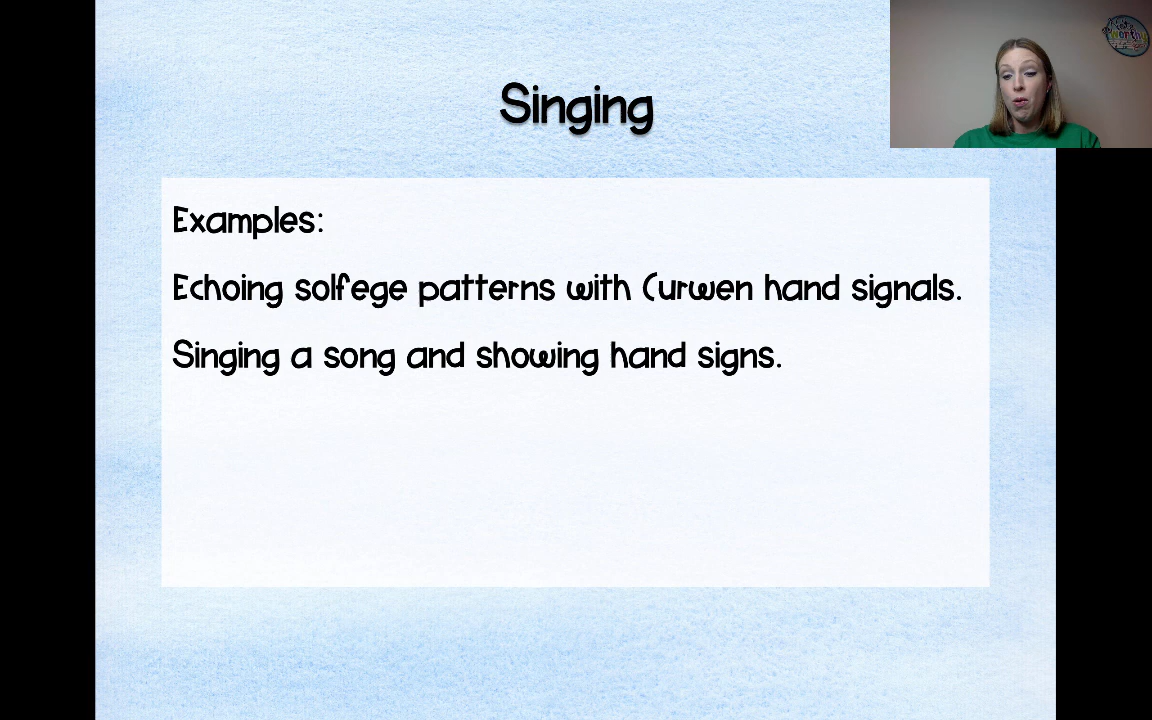 Singing
Examples:
Echoing solfege patterns with Curwen hand signals.
Singing a song and showing hand signs.